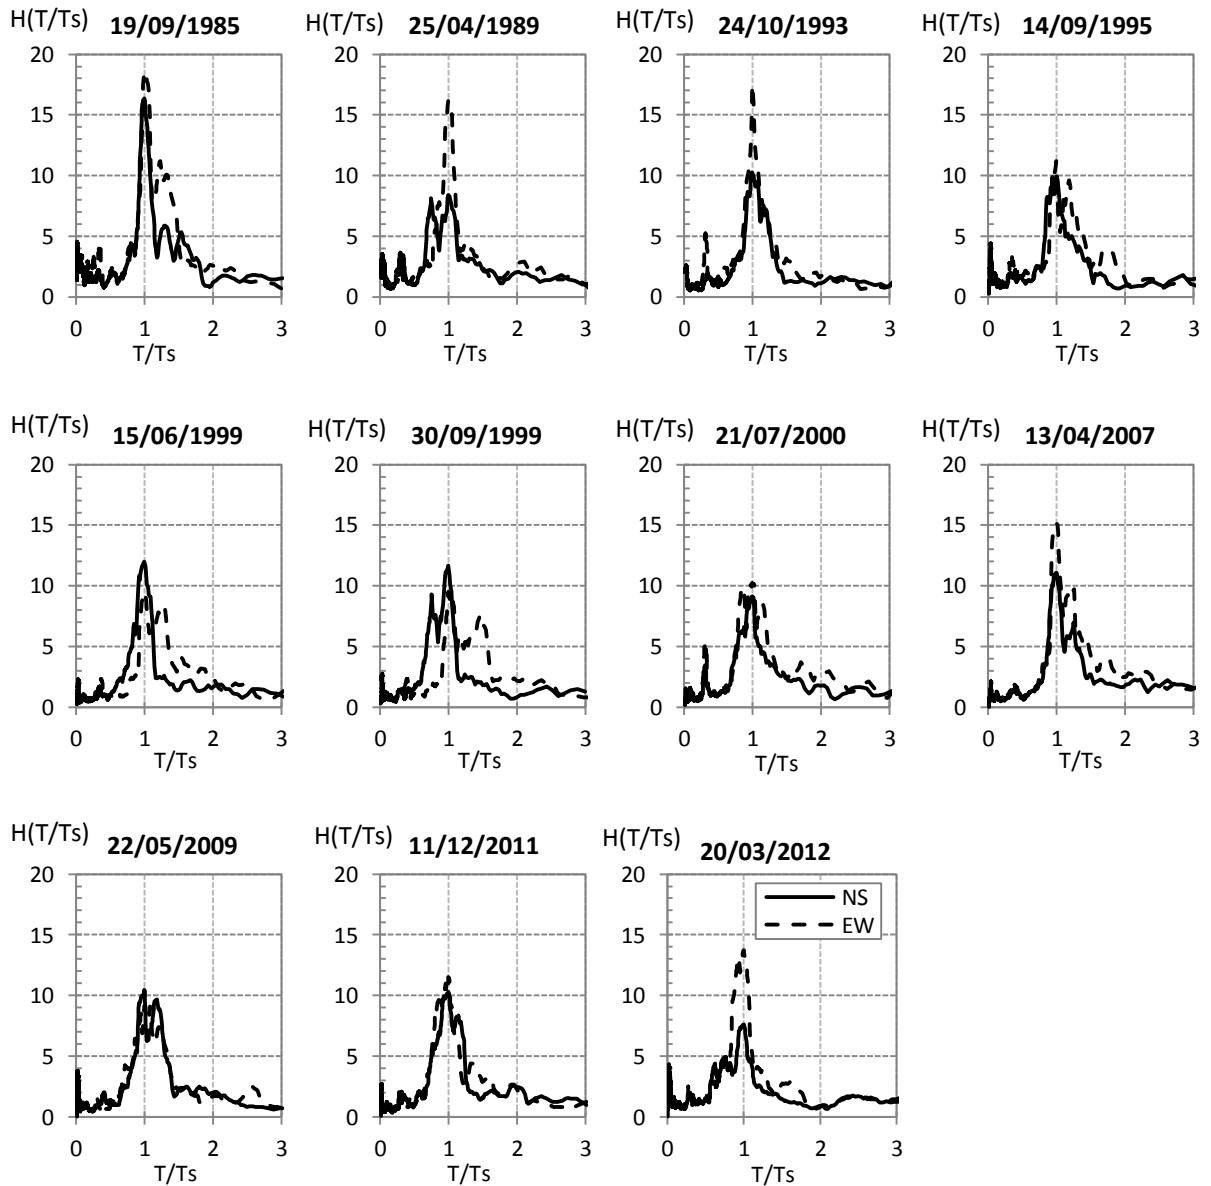 H(T/Ts) 19/09/1985 H(T/Ts) 25/04/1989 H(T/Ts) 24/10/1993 H(T/Ts) 14/09/1995
20 20 20 20
15 15 15 15
10 10 10 10
5 5 5 5
0 0 0 0
0 1 2 3 0 1 2 3 0 1 2 3 0 1 2 3
T/Ts T/Ts T/Ts T/Ts
H(T/Ts) 15/06/1999 H(T/Ts) 30/09/1999 H(T/Ts) 21/07/2000 H(T/Ts) 13/04/2007
20 20 20 20
15 15 15 15
10 10 10 10
5 5 5 5
0 0 0 0
0 1 2 3 0 1 2 3 0 1 2 3 0 1 2 3
T/Ts T/Ts T/Ts T/Ts
H(T/Ts) 22/05/2009 H(T/Ts) 11/12/2011 H(T/Ts) 20/03/2012
20 20 20
NS
EW
15 15 15
10 10 10
5 5 5
0 0 0
0 1 2 3 0 1 2 3 0 1 2 3
T/Ts T/Ts T/Ts